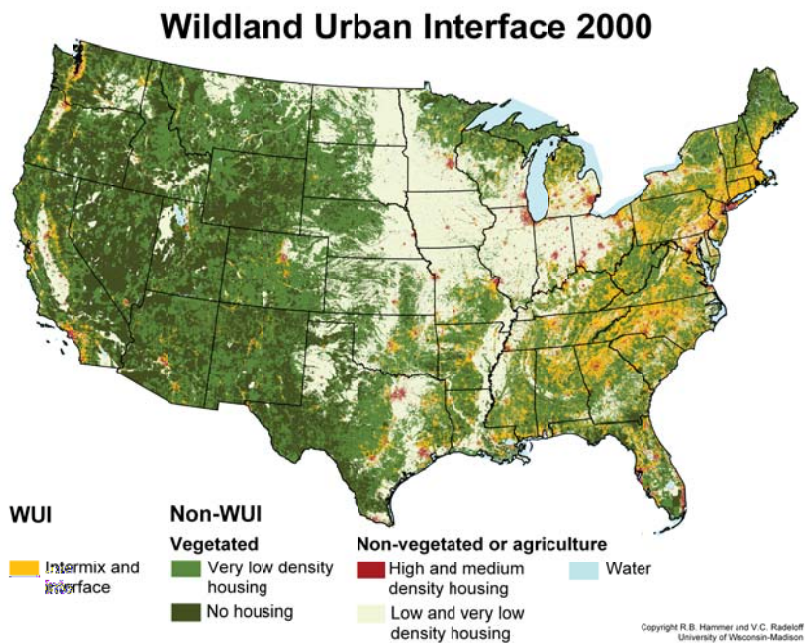 Wildland Urban Interface 2000
WUI
Intermix and
interface
Non-WUI
Vegetated
Very low density
housing
No housing
Non-vegetated or agriculture
High and medium
density housing
Low and very low
density housing
Water
Copyright R.B. Hammer and V.C. Radeloff
University of Wisconsin-Madison